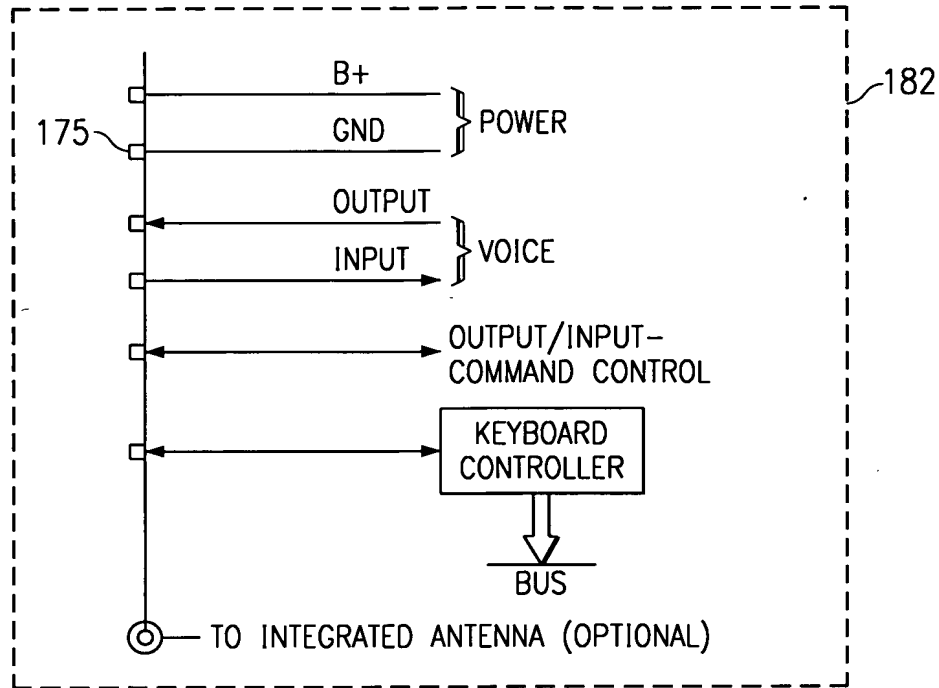 B+
182
POWER
175
GND
OUTPUT
VOICE
INPUT
OUTPUT/INPUT-
COMMAND CONTROL
KEYBOARD
CONTROLLER
BUS
TO INTEGRATED ANTENNA (OPTIONAL)